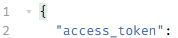 1 {
2 "access_token":